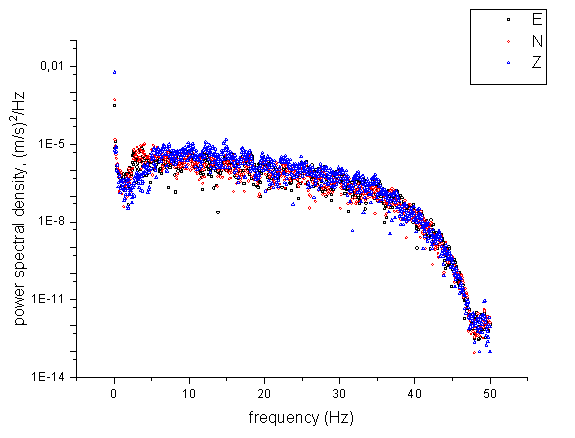 E
N
Z
0,01
1E-5
1E-8
1E-11
1E-14
power spectral density, (m/s)²/Hz
0
10
20
30
40
50
frequency (Hz)